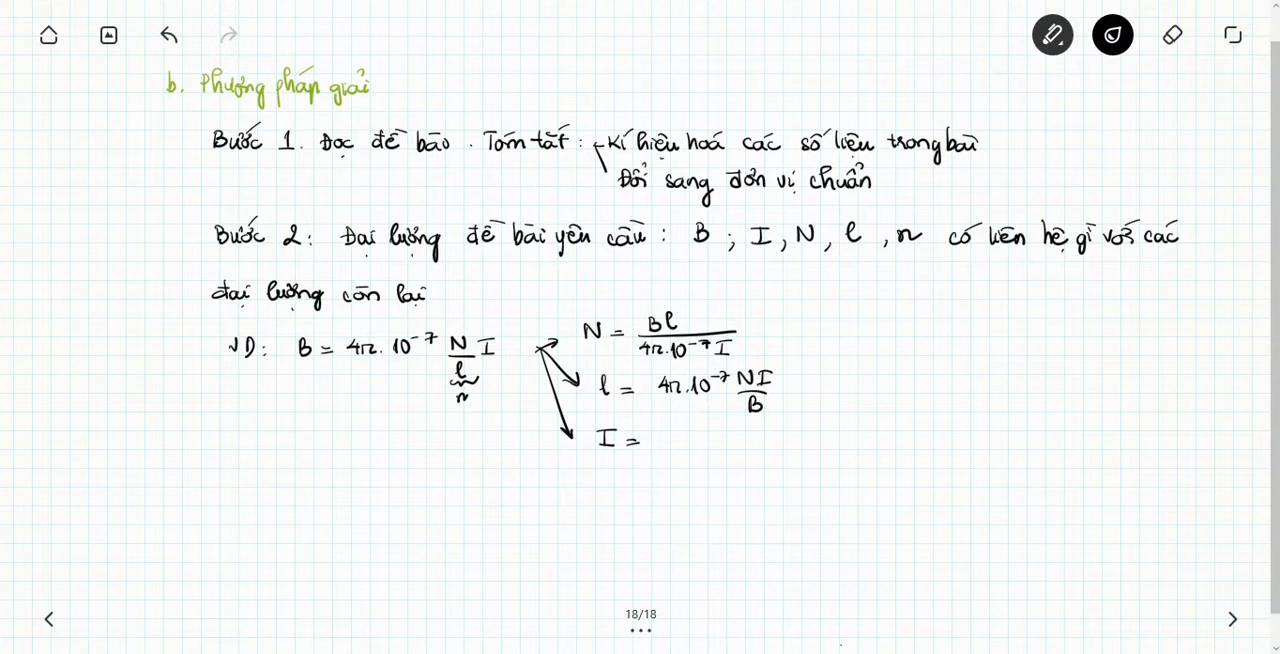 b. Phương pháp giải
Bước 1. Đọc đề bào. Tóm tắt: Kí hiệu hoá các số liệu trong bài
Đổi sang đơn vị chuẩn
Bước 2: Đại lượng đề bài yên cầu: B; I, N, l, n có liên hệ gì với các
đại lượng còn lại
VD: B = 4π.10⁻⁷ N/l I
n
N = Bl / 4π.10⁻⁷ I
l = 4π.10⁻⁷ NI/B
I =
18/18